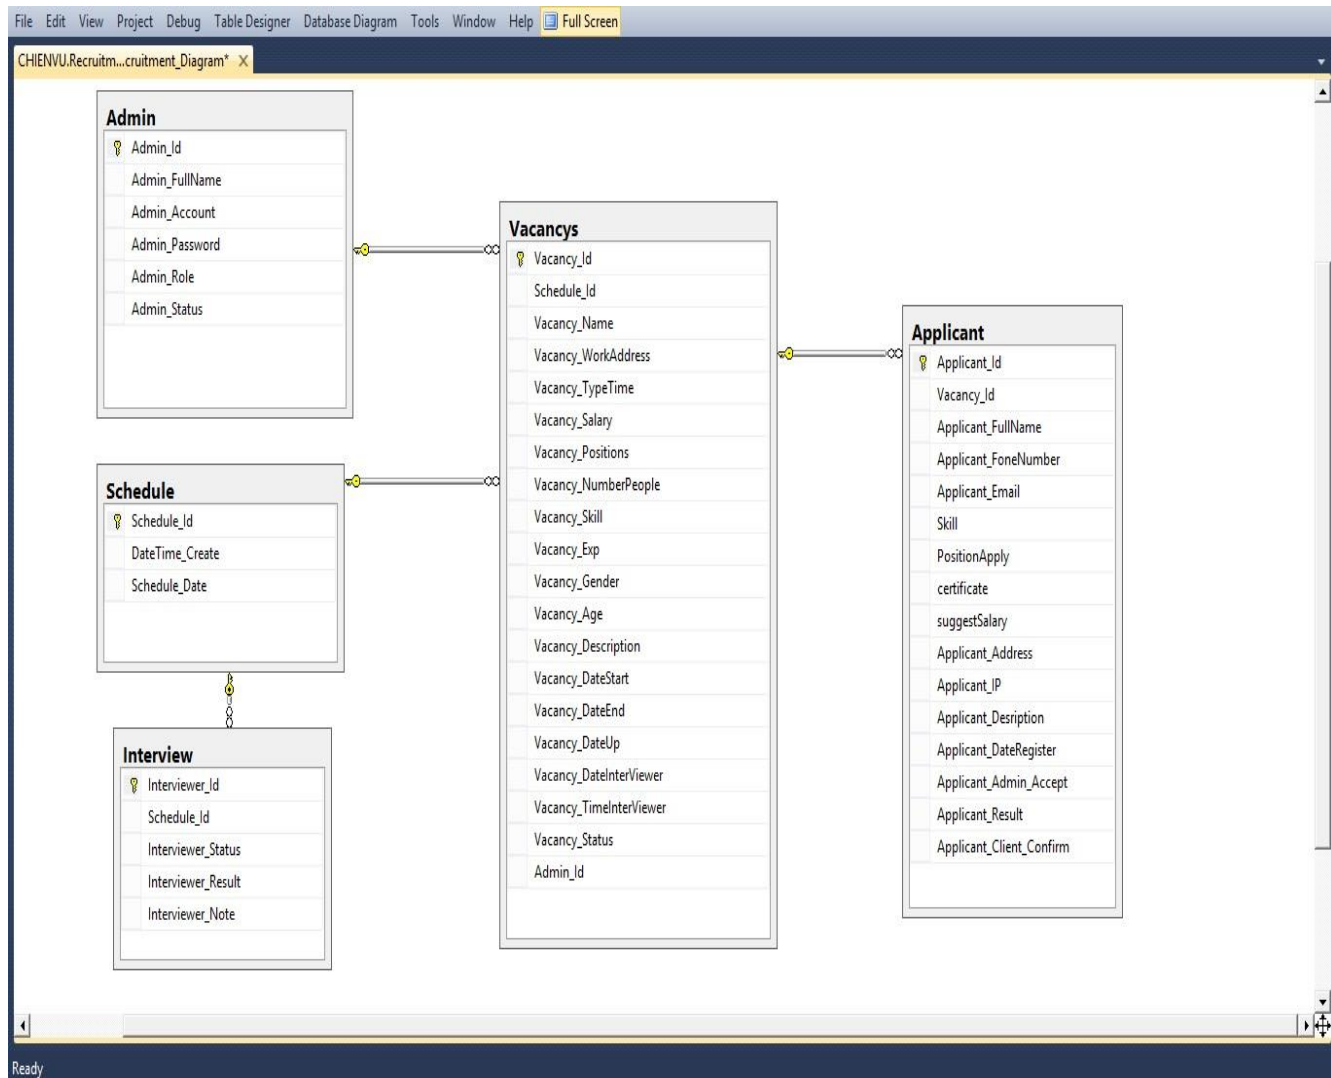 File Edit View Project Debug Table Designer Database Diagram Tools Window Help Full Screen
CHIENVU.Recruitm...cruitment_Diagram* X
Admin
Admin_Id
Admin_FullName
Admin_Account
Admin_Password
Admin_Role
Admin_Status
Schedule
Schedule_Id
DateTime_Create
Schedule_Date
Interview
Interviewer_Id
Schedule_Id
Interviewer_Status
Interviewer_Result
Interviewer_Note
Vacancys
Vacancy_Id
Schedule_Id
Vacancy_Name
Vacancy_WorkAddress
Vacancy_TypeTime
Vacancy_Salary
Vacancy_Positions
Vacancy_NumberPeople
Vacancy_Skill
Vacancy_Exp
Vacancy_Gender
Vacancy_Age
Vacancy_Description
Vacancy_DateStart
Vacancy_DateEnd
Vacancy_DateUp
Vacancy_DateInterViewer
Vacancy_TimeInterViewer
Vacancy_Status
Admin_Id
Applicant
Applicant_Id
Vacancy_Id
Applicant_FullName
Applicant_FoneNumber
Applicant_Email
Skill
PositionApply
certificate
suggestSalary
Applicant_Address
Applicant_IP
Applicant_Desription
Applicant_DateRegister
Applicant_Admin_Accept
Applicant_Result
Applicant_Client_Confirm
Ready